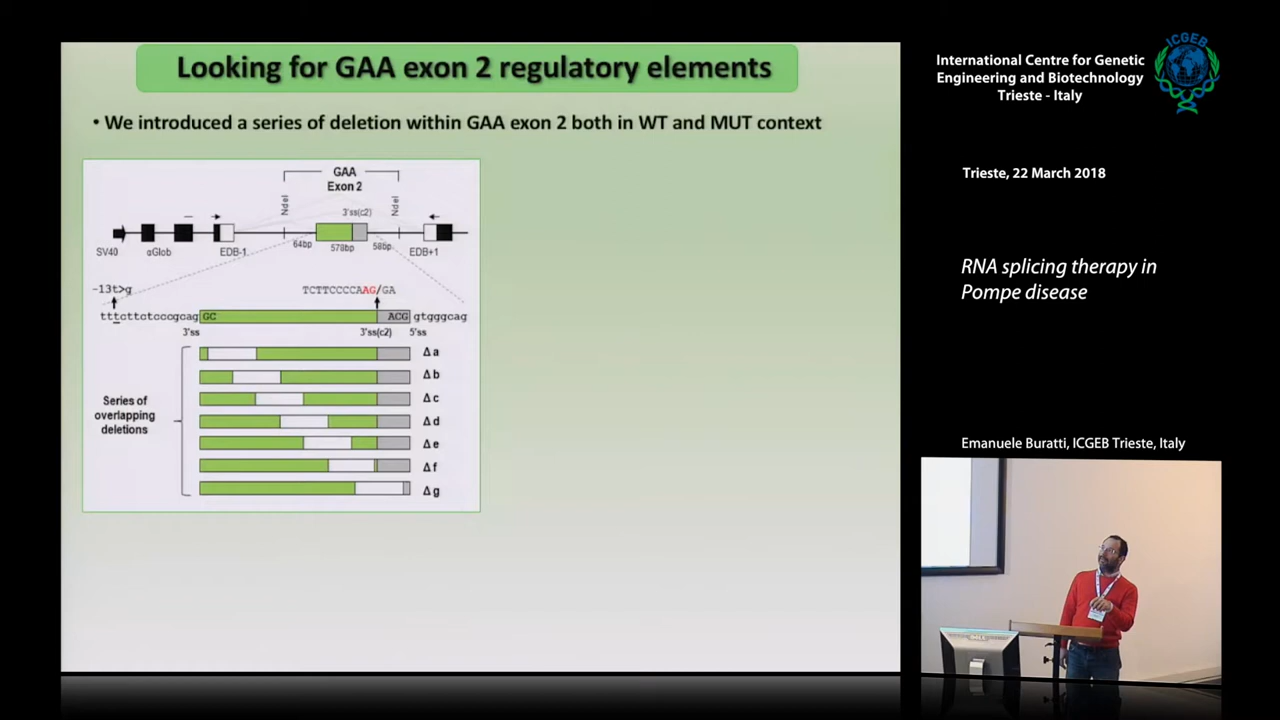 Looking for GAA exon 2 regulatory elements
• We introduced a series of deletion within GAA exon 2 both in WT and MUT context
GAA
Exon 2
NdeI
NdeI
3'ss(c2)
64bp
578bp
58bp
SV40
αGlob
EDB-1
EDB+1
-13t>g
TCTTCCCCAAAG/GA
tttcttctcccgcag
GC
ACG
gtgggcag
3'ss
3'ss(c2)
5'ss
Series of
overlapping
deletions
Δa
Δb
Δc
Δd
Δe
Δf
Δg
International Centre for Genetic
Engineering and Biotechnology
Trieste - Italy
ICGEB
Trieste, 22 March 2018
RNA splicing therapy in
Pompe disease
Emanuele Buratti, ICGEB Trieste, Italy